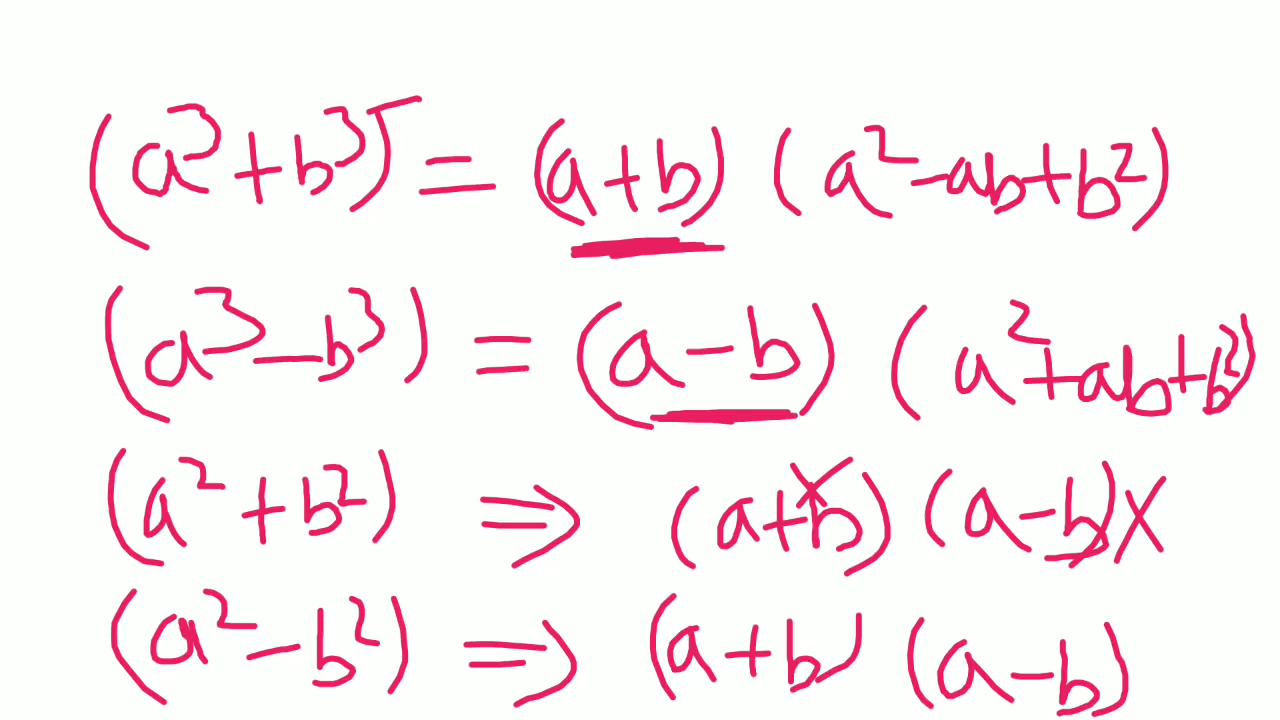 (a³+b³) = (a+b) (a²-ab+b²)
(a³-b³) = (a-b) (a²+ab+b²)
(a²+b²) ⇒ (a+b) (a-b) X
(a²-b²) ⇒ (a+b) (a-b)